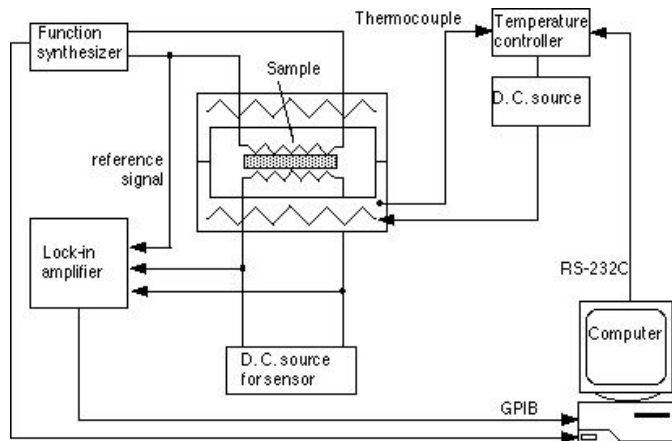 Function
synthesizer
Thermocouple
Temperature
controller
Sample
D.C. source
reference
signal
Lock-in
amplifier
RS-232C
Computer
D.C. source
for sensor
GPIB